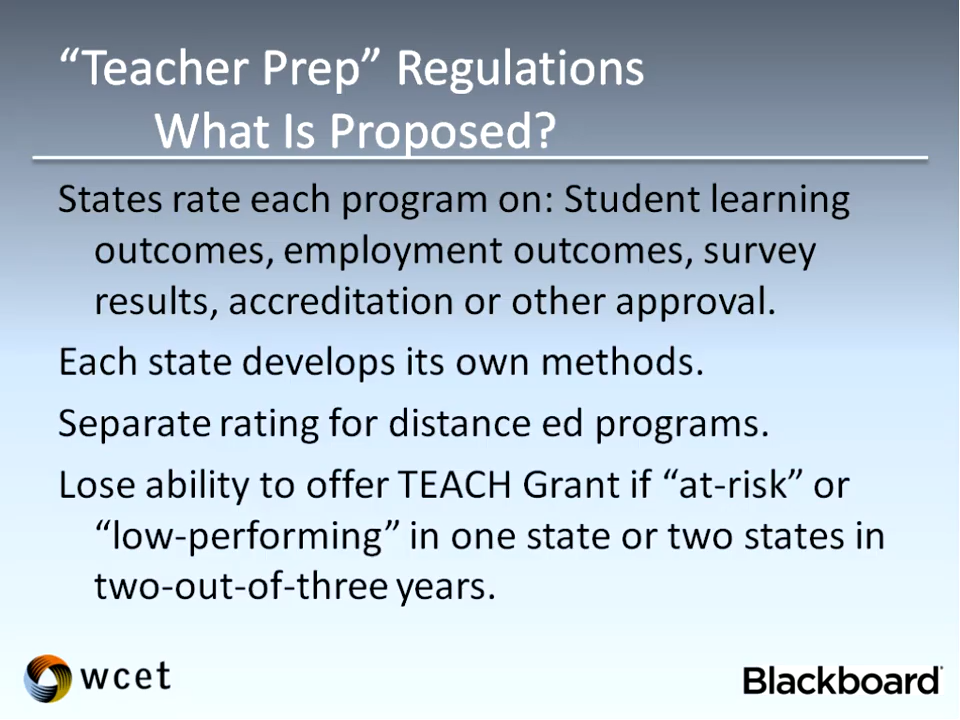 “Teacher Prep” Regulations
What Is Proposed?
States rate each program on: Student learning
outcomes, employment outcomes, survey
results, accreditation or other approval.
Each state develops its own methods.
Separate rating for distance ed programs.
Lose ability to offer TEACH Grant if “at-risk” or
“low-performing” in one state or two states in
two-out-of-three years.
wcet
Blackboard